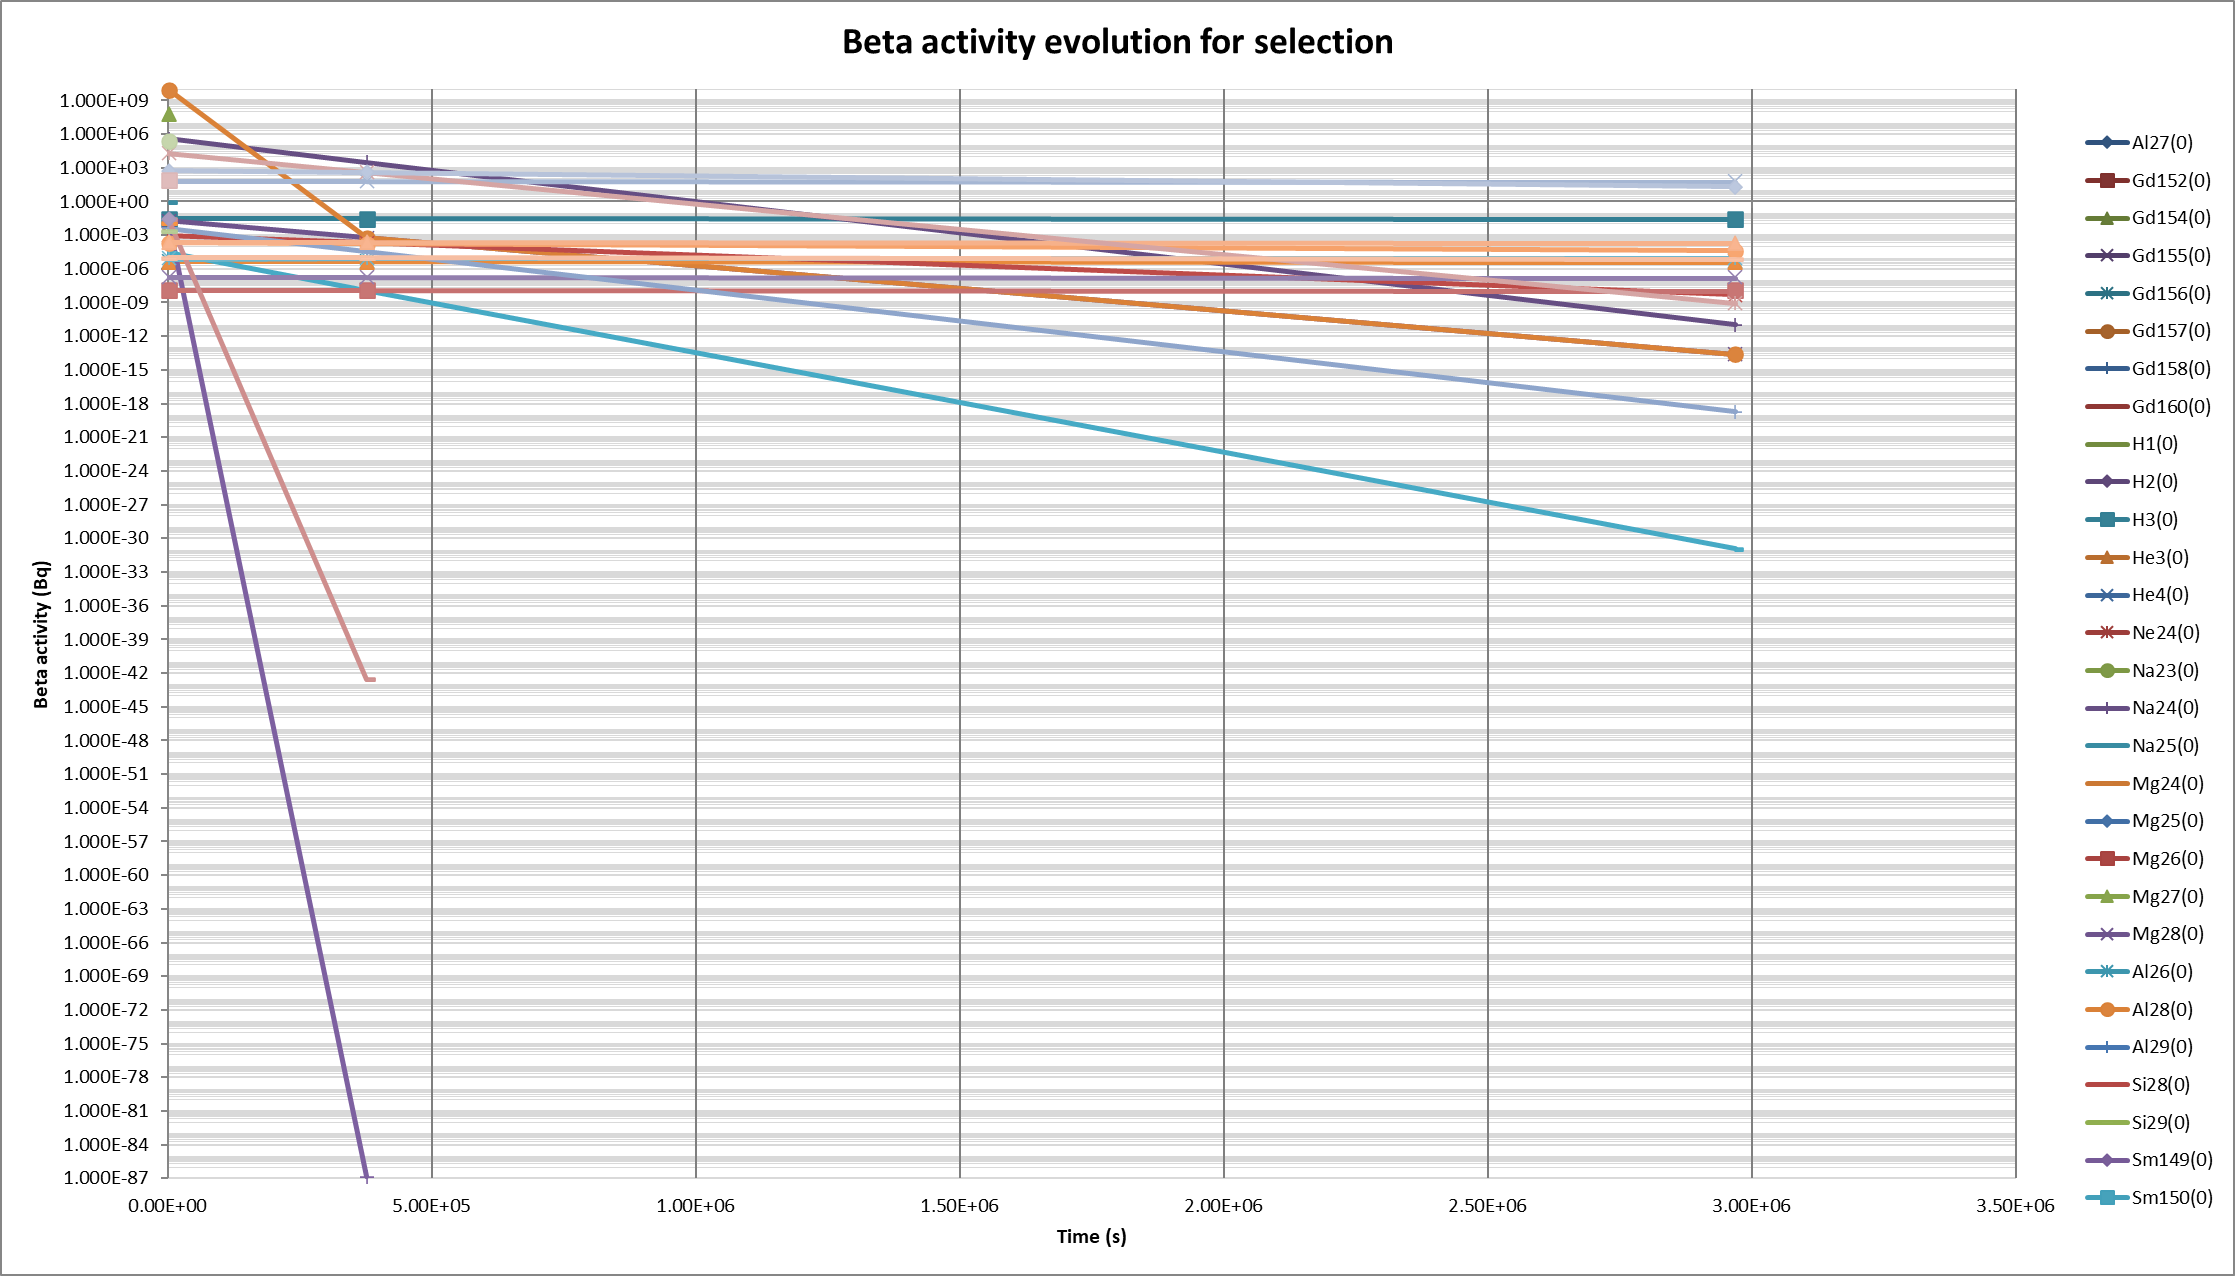 Beta activity evolution for selection
Beta activity (Bq)
1.000E+09
1.000E+06
1.000E+03
1.000E+00
1.000E-03
1.000E-06
1.000E-09
1.000E-12
1.000E-15
1.000E-18
1.000E-21
1.000E-24
1.000E-27
1.000E-30
1.000E-33
1.000E-36
1.000E-39
1.000E-42
1.000E-45
1.000E-48
1.000E-51
1.000E-54
1.000E-57
1.000E-60
1.000E-63
1.000E-66
1.000E-69
1.000E-72
1.000E-75
1.000E-78
1.000E-81
1.000E-84
1.000E-87
0.00E+00 5.00E+05 1.00E+06 1.50E+06 2.00E+06 2.50E+06 3.00E+06 3.50E+06
Time (s)
Al27(0)
Gd152(0)
Gd154(0)
Gd155(0)
Gd156(0)
Gd157(0)
Gd158(0)
Gd160(0)
H1(0)
H2(0)
H3(0)
He3(0)
He4(0)
Ne24(0)
Na23(0)
Na24(0)
Na25(0)
Mg24(0)
Mg25(0)
Mg26(0)
Mg27(0)
Mg28(0)
Al26(0)
Al28(0)
Al29(0)
Si28(0)
Si29(0)
Sm149(0)
Sm150(0)